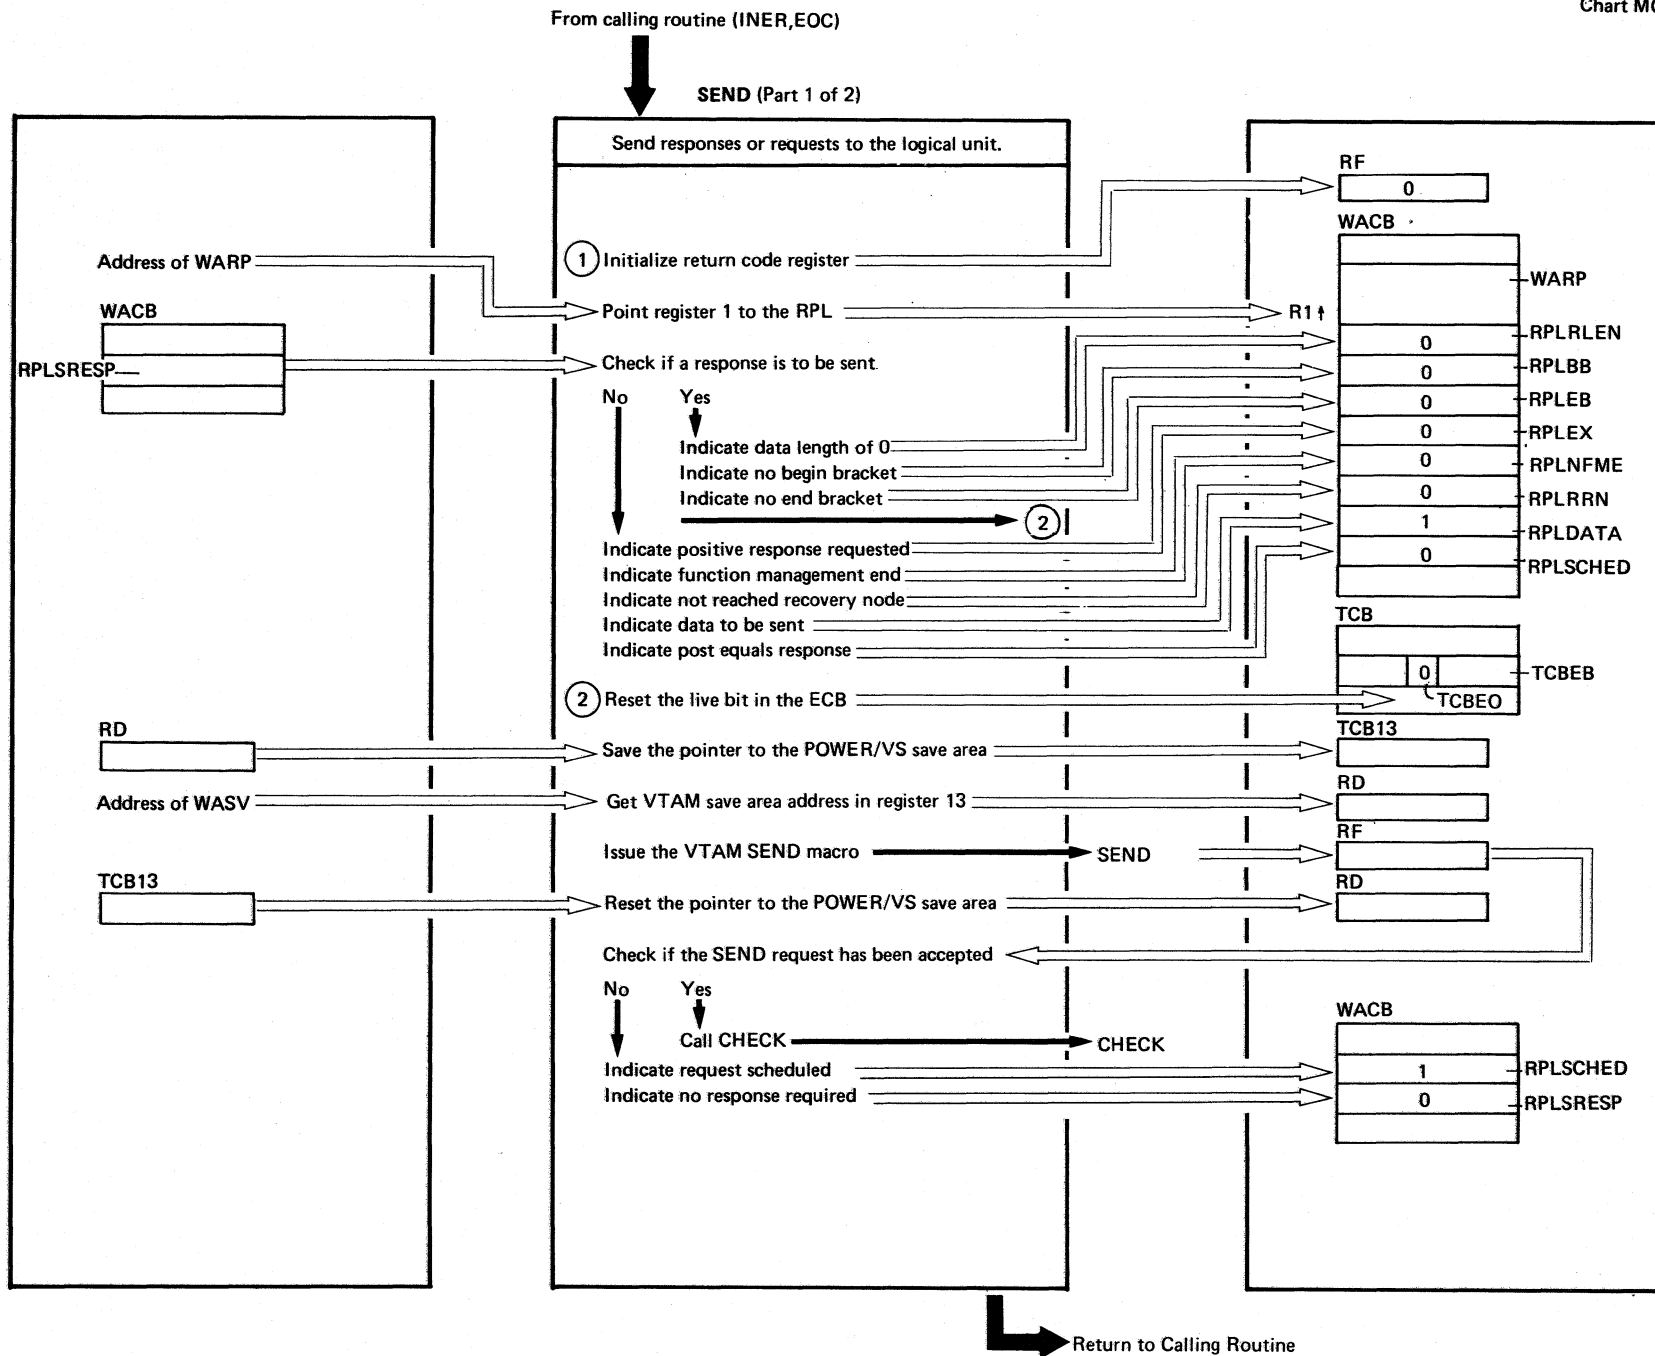 Chart MC
From calling routine (INER,EOC)
SEND (Part 1 of 2)
Send responses or requests to the logical unit.
RF
0
WACB
Address of WARP
1 Initialize return code register
WARP
WACB
Point register 1 to the RPL
R1
RPLSRESP
Check if a response is to be sent.
0 RPLRLEN
0 RPLBB
No Yes
0 RPLEB
0 RPLEX
Indicate data length of 0
0 RPLNFME
Indicate no begin bracket
0 RPLRRN
Indicate no end bracket
1 RPLDATA
2
0 RPLSCHED
Indicate positive response requested
Indicate function management end
Indicate not reached recovery node
Indicate data to be sent
Indicate post equals response
TCB
0 TCBEB
2 Reset the live bit in the ECB
TCBEO
RD
Save the pointer to the POWER/VS save area
TCB13
Address of WASV
Get VTAM save area address in register 13
RD
Issue the VTAM SEND macro
SEND
RF
TCB13
Reset the pointer to the POWER/VS save area
RD
Check if the SEND request has been accepted
No Yes
WACB
Call CHECK
CHECK
Indicate request scheduled
1 RPLSCHED
Indicate no response required
0 RPLSRESP
Return to Calling Routine